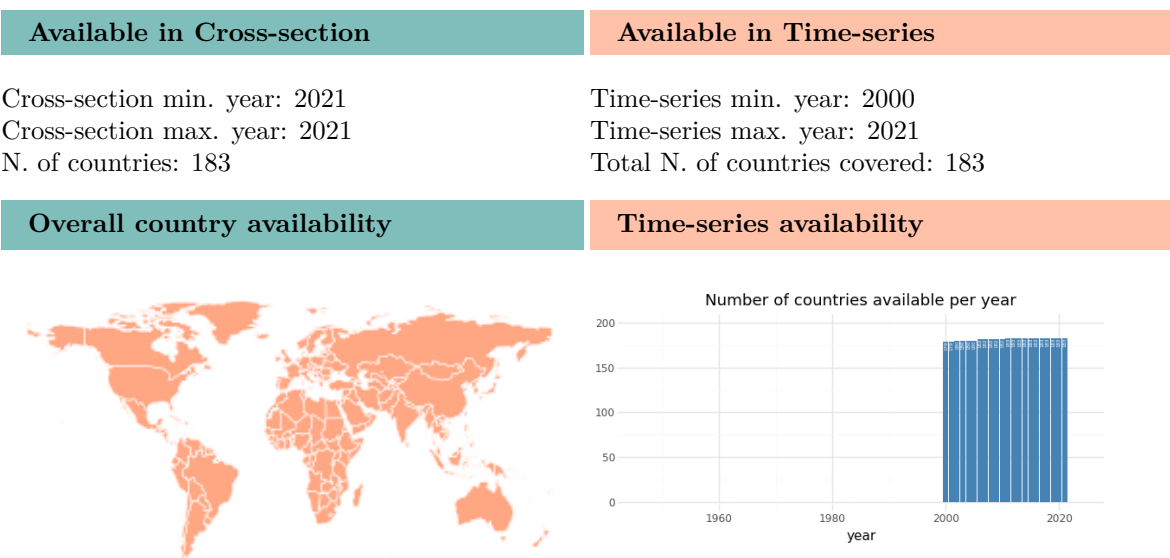 Available in Cross-section
Available in Time-series
Cross-section min. year: 2021
Cross-section max. year: 2021
N. of countries: 183
Time-series min. year: 2000
Time-series max. year: 2021
Total N. of countries covered: 183
Overall country availability
Time-series availability
Number of countries available per year
200
150
100
50
0
1960 1980 2000 2020
year